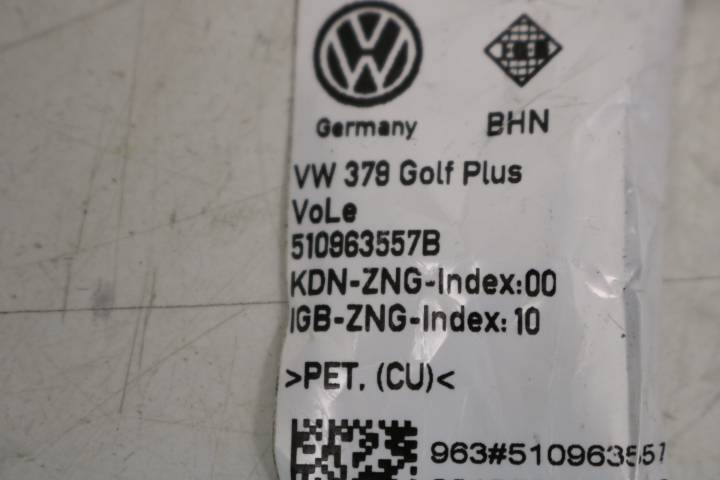 Germany
BHN
VW 379 Golf Plus
VoLe
510963557B
KDN-ZNG-Index:00
IGB-ZNG-Index:10
>PET, (CU)<
963#510963557